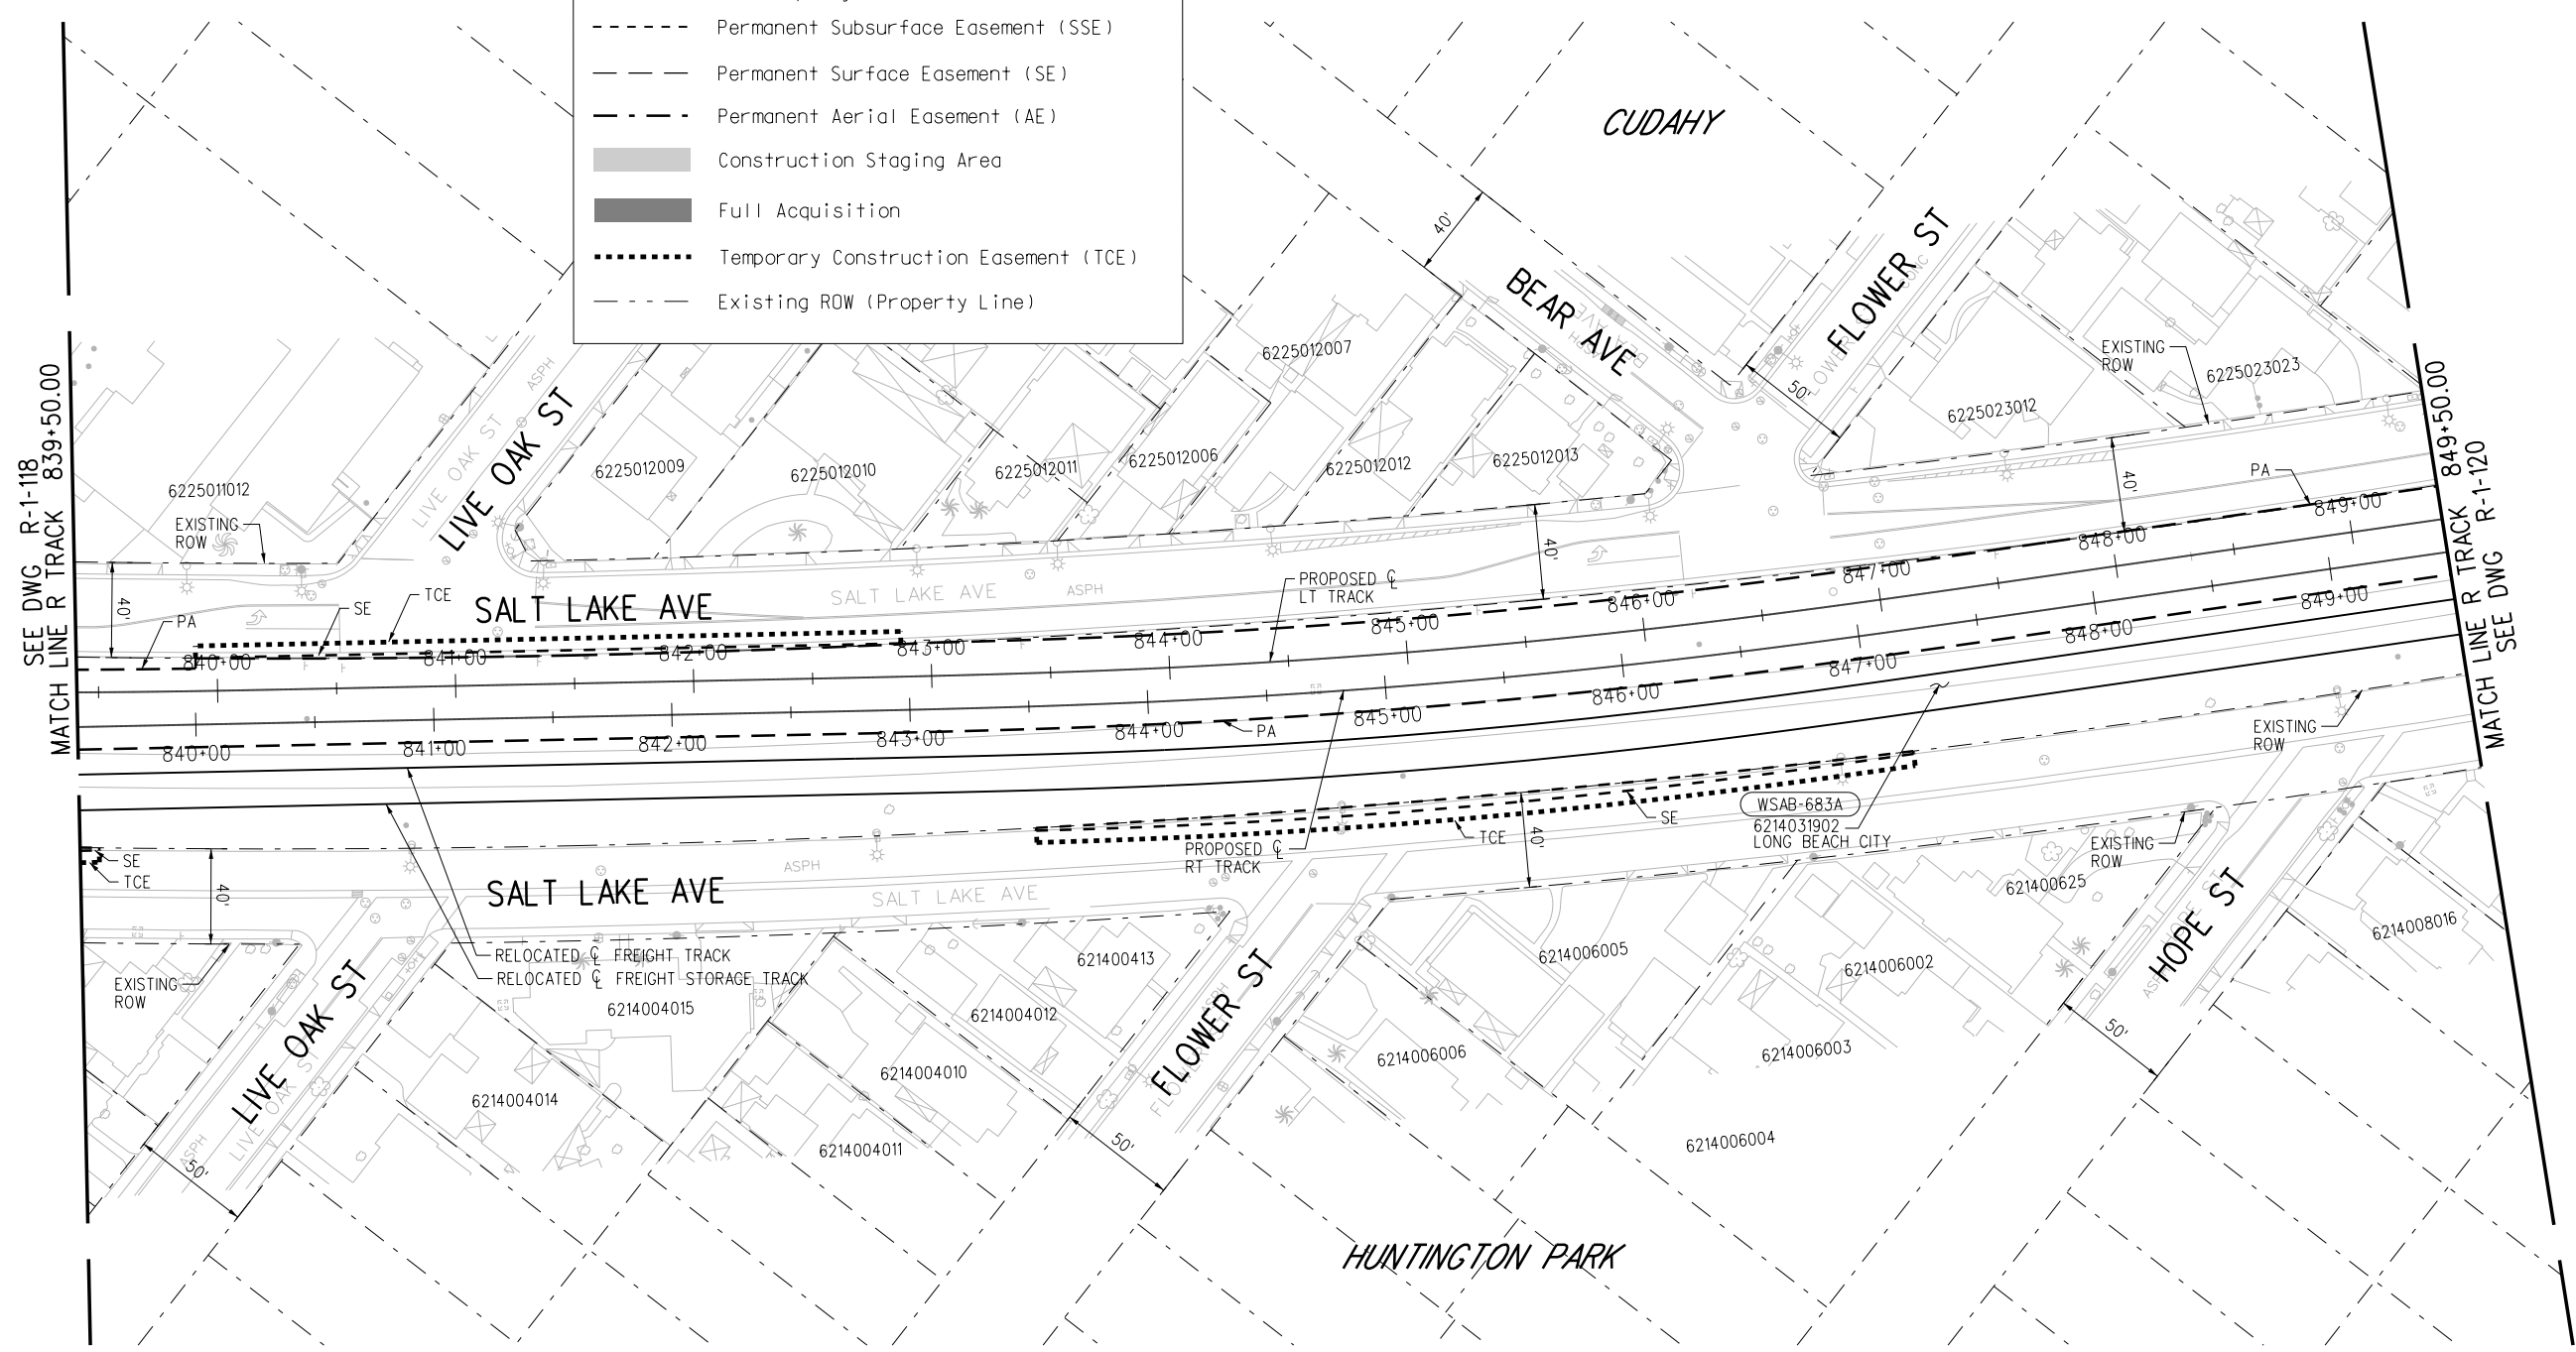 Permanent Subsurface Easement (SSE)
Permanent Surface Easement (SE)
Permanent Aerial Easement (AE)
Construction Staging Area
Full Acquisition
Temporary Construction Easement (TCE)
Existing ROW (Property Line)
CUDAHY
40'
BEAR AVE
FLOWER ST
50'
EXISTING
ROW
6225023023
6225023012
6225012007
6225012009
6225012010
6225012011
6225012006
6225012012
6225012013
6225011012
EXISTING
ROW
LIVE OAK ST
LIVE OAK ST
ASPH
SEE DWG R-1-118
MATCH LINE R TRACK 839+50.00
MATCH LINE R TRACK 849+50.00
SEE DWG R-1-120
40'
40'
40'
PA
PA
SE
TCE
SALT LAKE AVE
SALT LAKE AVE
ASPH
PROPOSED ℄
LT TRACK
840+00
841+00
842+00
843+00
844+00
845+00
846+00
847+00
848+00
849+00
840+00
841+00
842+00
843+00
844+00
845+00
846+00
847+00
848+00
849+00
PA
EXISTING
ROW
WSAB-683A
6214031902
LONG BEACH CITY
SE
TCE
40'
PROPOSED ℄
RT TRACK
SE
TCE
40'
SALT LAKE AVE
ASPH
SALT LAKE AVE
EXISTING
ROW
621400625
HOPE ST
6214008016
RELOCATED ℄ FREIGHT TRACK
RELOCATED ℄ FREIGHT STORAGE TRACK
EXISTING
ROW
LIVE OAK ST
ASPH
50'
6214004015
6214004014
6214004010
6214004011
6214004012
621400413
FLOWER ST
50'
6214006005
6214006006
6214006002
6214006003
6214006004
50'
HUNTINGTON PARK